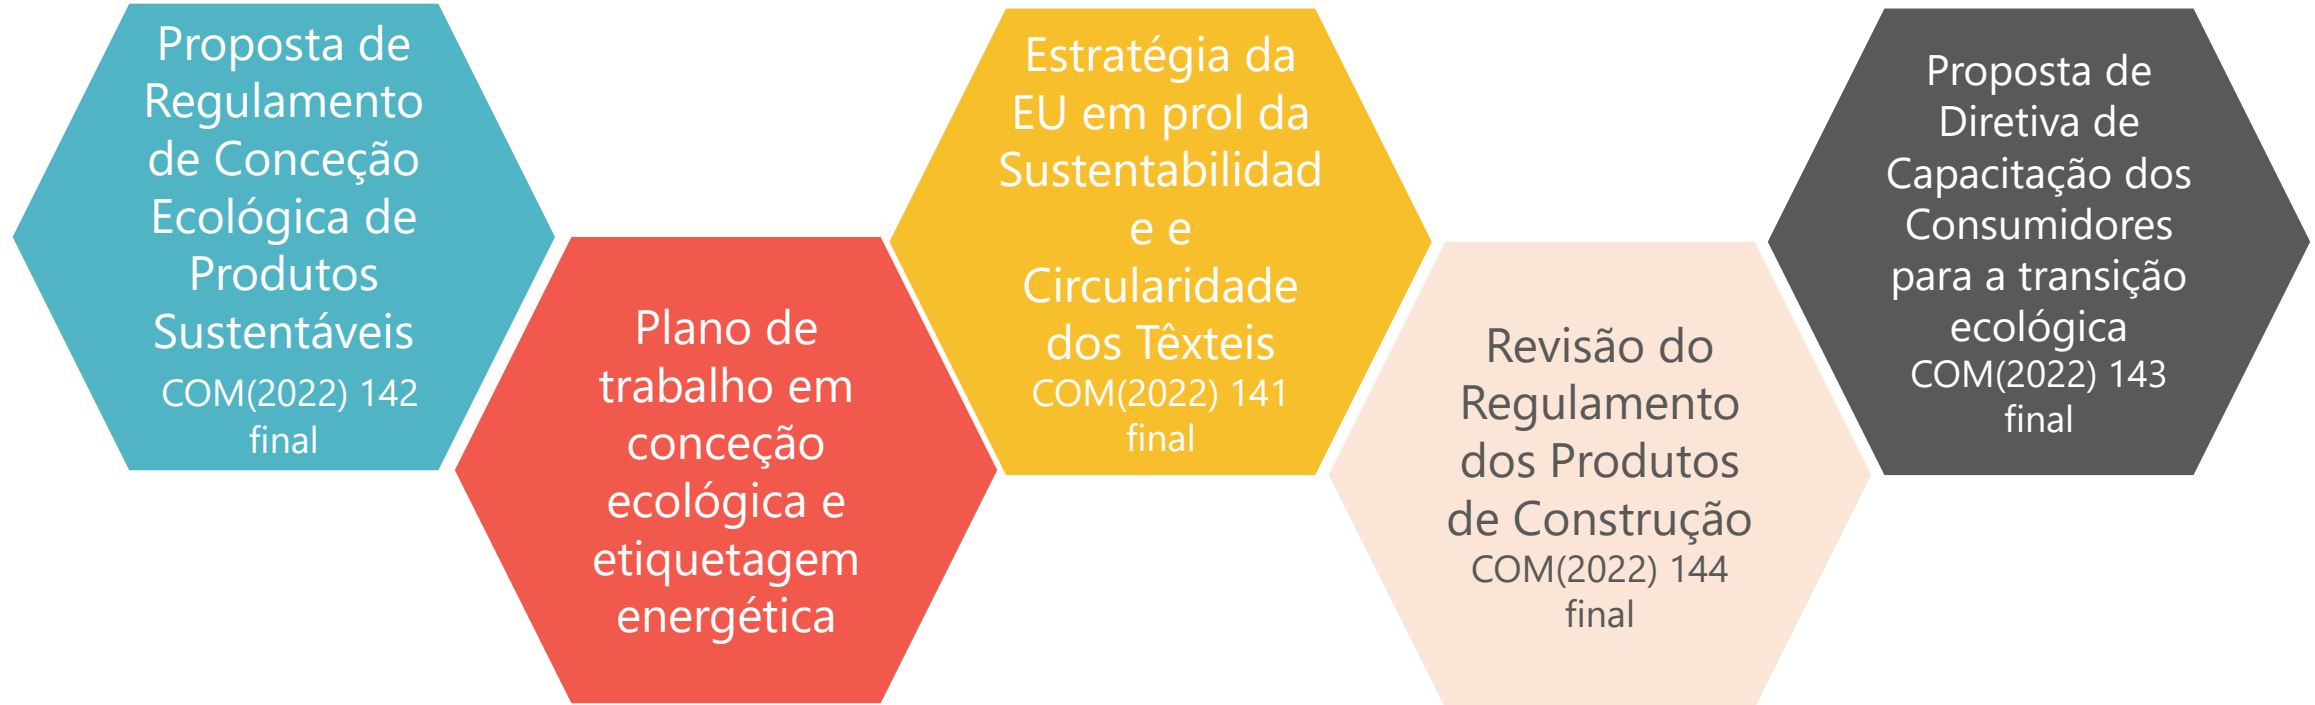 Proposta de
Regulamento
de Conceção
Ecológica de
Produtos
Sustentáveis
COM(2022) 142
final
Plano de
trabalho em
conceção
ecológica e
etiquetagem
energética
Estratégia da
EU em prol da
Sustentabilidad
e e
Circularidade
dos Têxteis
COM(2022) 141
final
Revisão do
Regulamento
dos Produtos
de Construção
COM(2022) 144
final
Proposta de
Diretiva de
Capacitação dos
Consumidores
para a transição
ecológica
COM(2022) 143
final